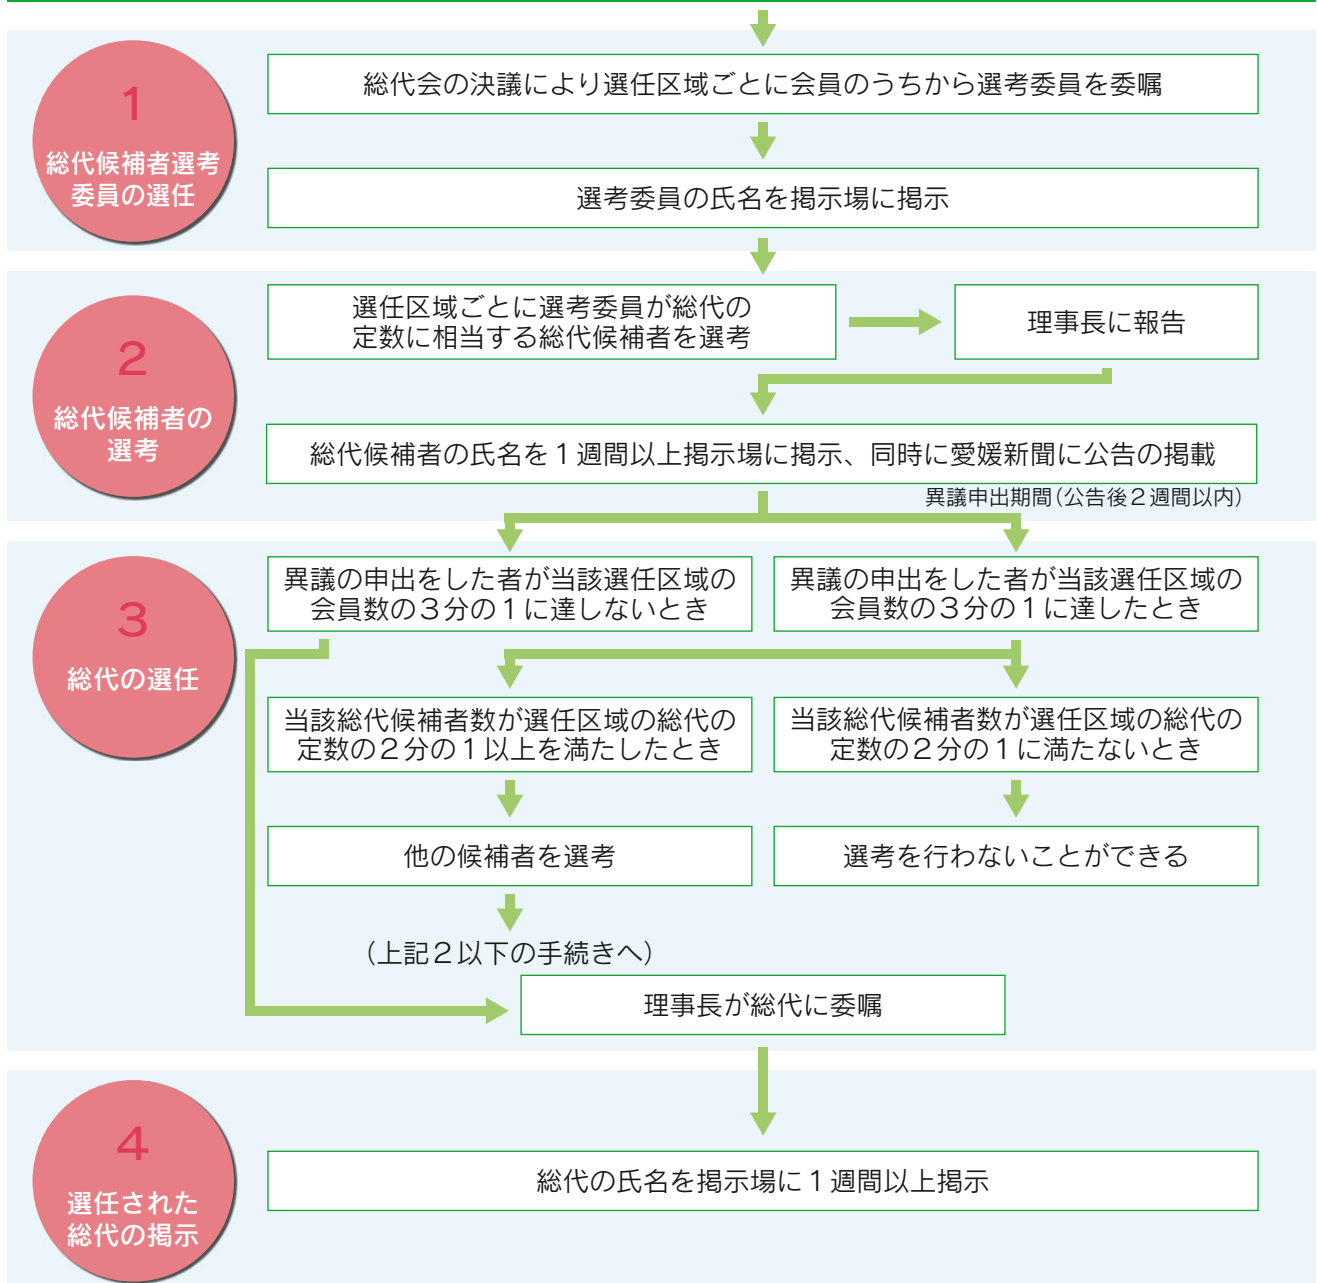 1
総代候補者選考
委員の選任
総代会の決議により選任区域ごとに会員のうちから選考委員を委嘱
選考委員の氏名を掲示場に掲示
2
総代候補者の
選考
選任区域ごとに選考委員が総代の
定数に相当する総代候補者を選考
理事長に報告
総代候補者の氏名を1週間以上掲示場に掲示、同時に愛媛新聞に公告の掲載
異議申出期間(公告後2週間以内)
3
総代の選任
異議の申出をした者が当該選任区域の
会員数の3分の1に達しないとき
異議の申出をした者が当該選任区域の
会員数の3分の1に達したとき
当該総代候補者数が選任区域の総代の
定数の2分の1以上を満たしたとき
当該総代候補者数が選任区域の総代の
定数の2分の1に満たないとき
他の候補者を選考
選考を行わないことができる
(上記2以下の手続きへ)
理事長が総代に委嘱
4
選任された
総代の掲示
総代の氏名を掲示場に1週間以上掲示